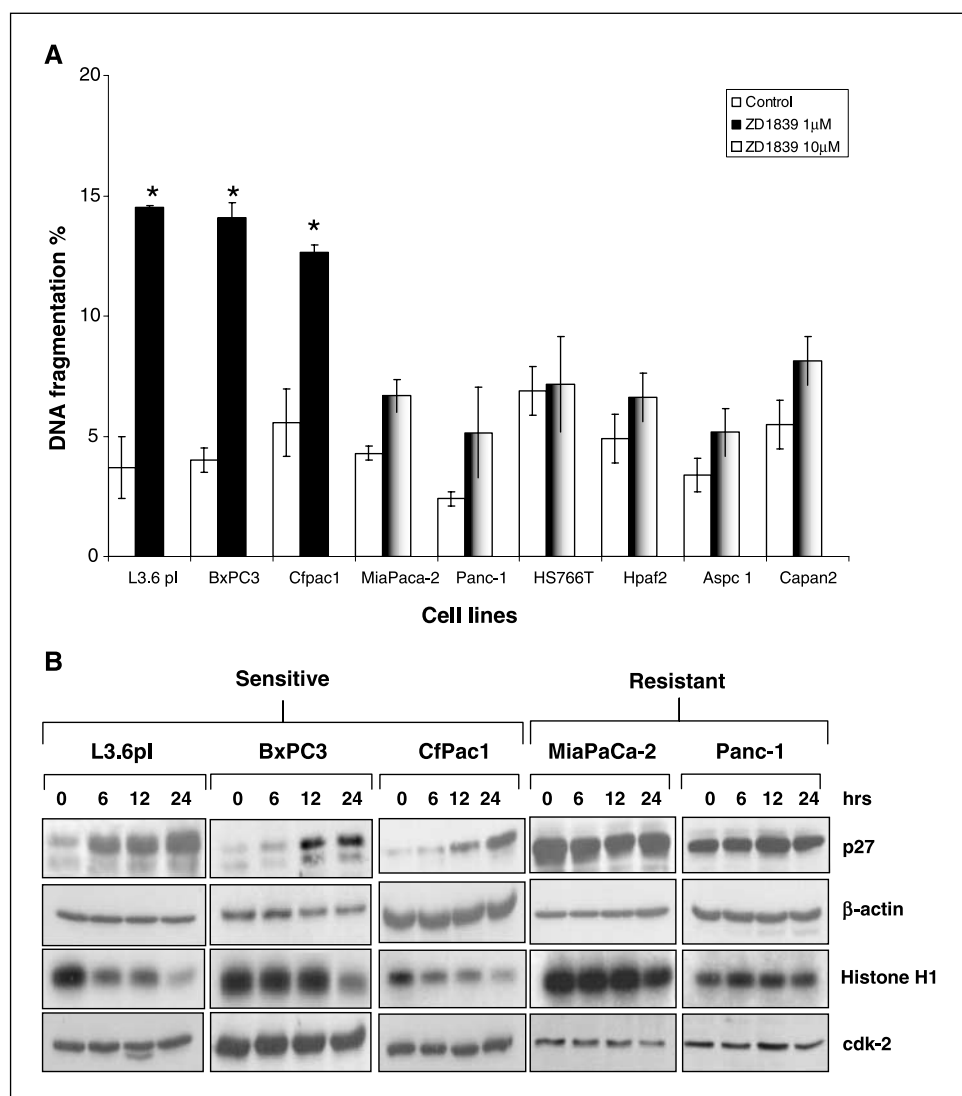 A
20
15
10
5
0
DNA fragmentation %
Control
ZD1839 1μM
ZD1839 10μM
* * *
L3.6 pl BxPC3 Cfpac1 MiaPaca-2 Panc-1 HS766T Hpaf2 Aspc 1 Capan2
Cell lines
B
Sensitive Resistant
L3.6pl BxPC3 CfPac1 MiaPaCa-2 Panc-1
0 6 12 24 0 6 12 24 0 6 12 24 0 6 12 24 0 6 12 24 hrs
p27
β-actin
Histone H1
cdk-2